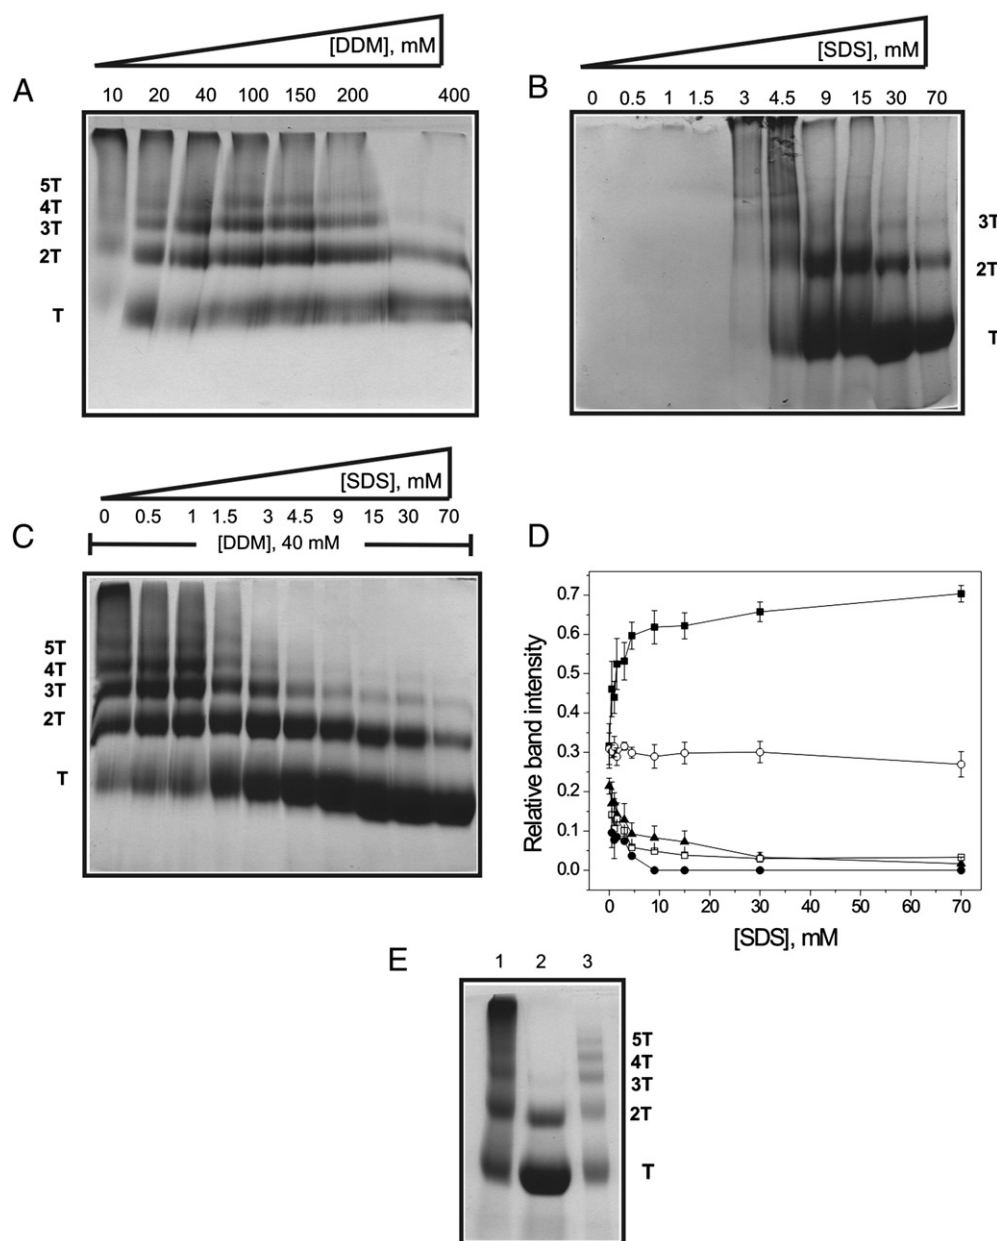 [DDM], mM
A
10 20 40 100 150 200 400
5T
4T
3T
2T
T
[SDS], mM
B
0 0.5 1 1.5 3 4.5 9 15 30 70
3T
2T
T
[SDS], mM
0 0.5 1 1.5 3 4.5 9 15 30 70
C
[DDM], 40 mM
5T
4T
3T
2T
T
D
Relative band intensity
0.7
0.6
0.5
0.4
0.3
0.2
0.1
0.0
0 10 20 30 40 50 60 70
[SDS], mM
E
1 2 3
5T
4T
3T
2T
T